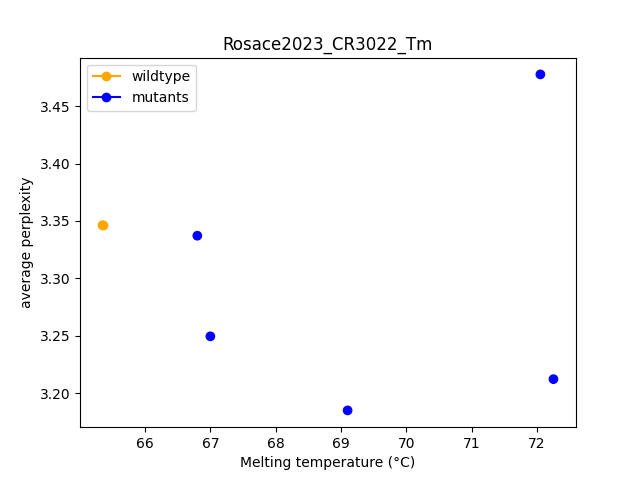 Rosace2023_CR3022_Tm
wildtype
mutants
average perplexity
3.45
3.40
3.35
3.30
3.25
3.20
66 67 68 69 70 71 72
Melting temperature (°C)